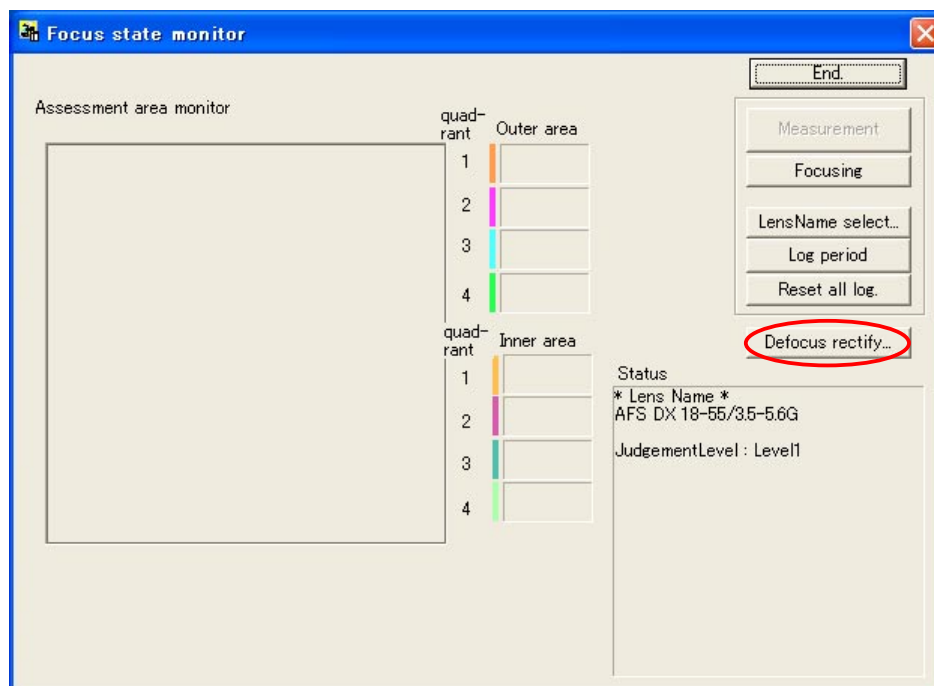 Focus state monitor
End.
Assessment area monitor
quad-
rant
Outer area
1
2
3
4
quad-
rant
Inner area
1
2
3
4
Measurement
Focusing
LensName select...
Log period
Reset all log.
Defocus rectify...
Status
* Lens Name *
AFS DX 18-55/3.5-5.6G
JudgementLevel : Level1